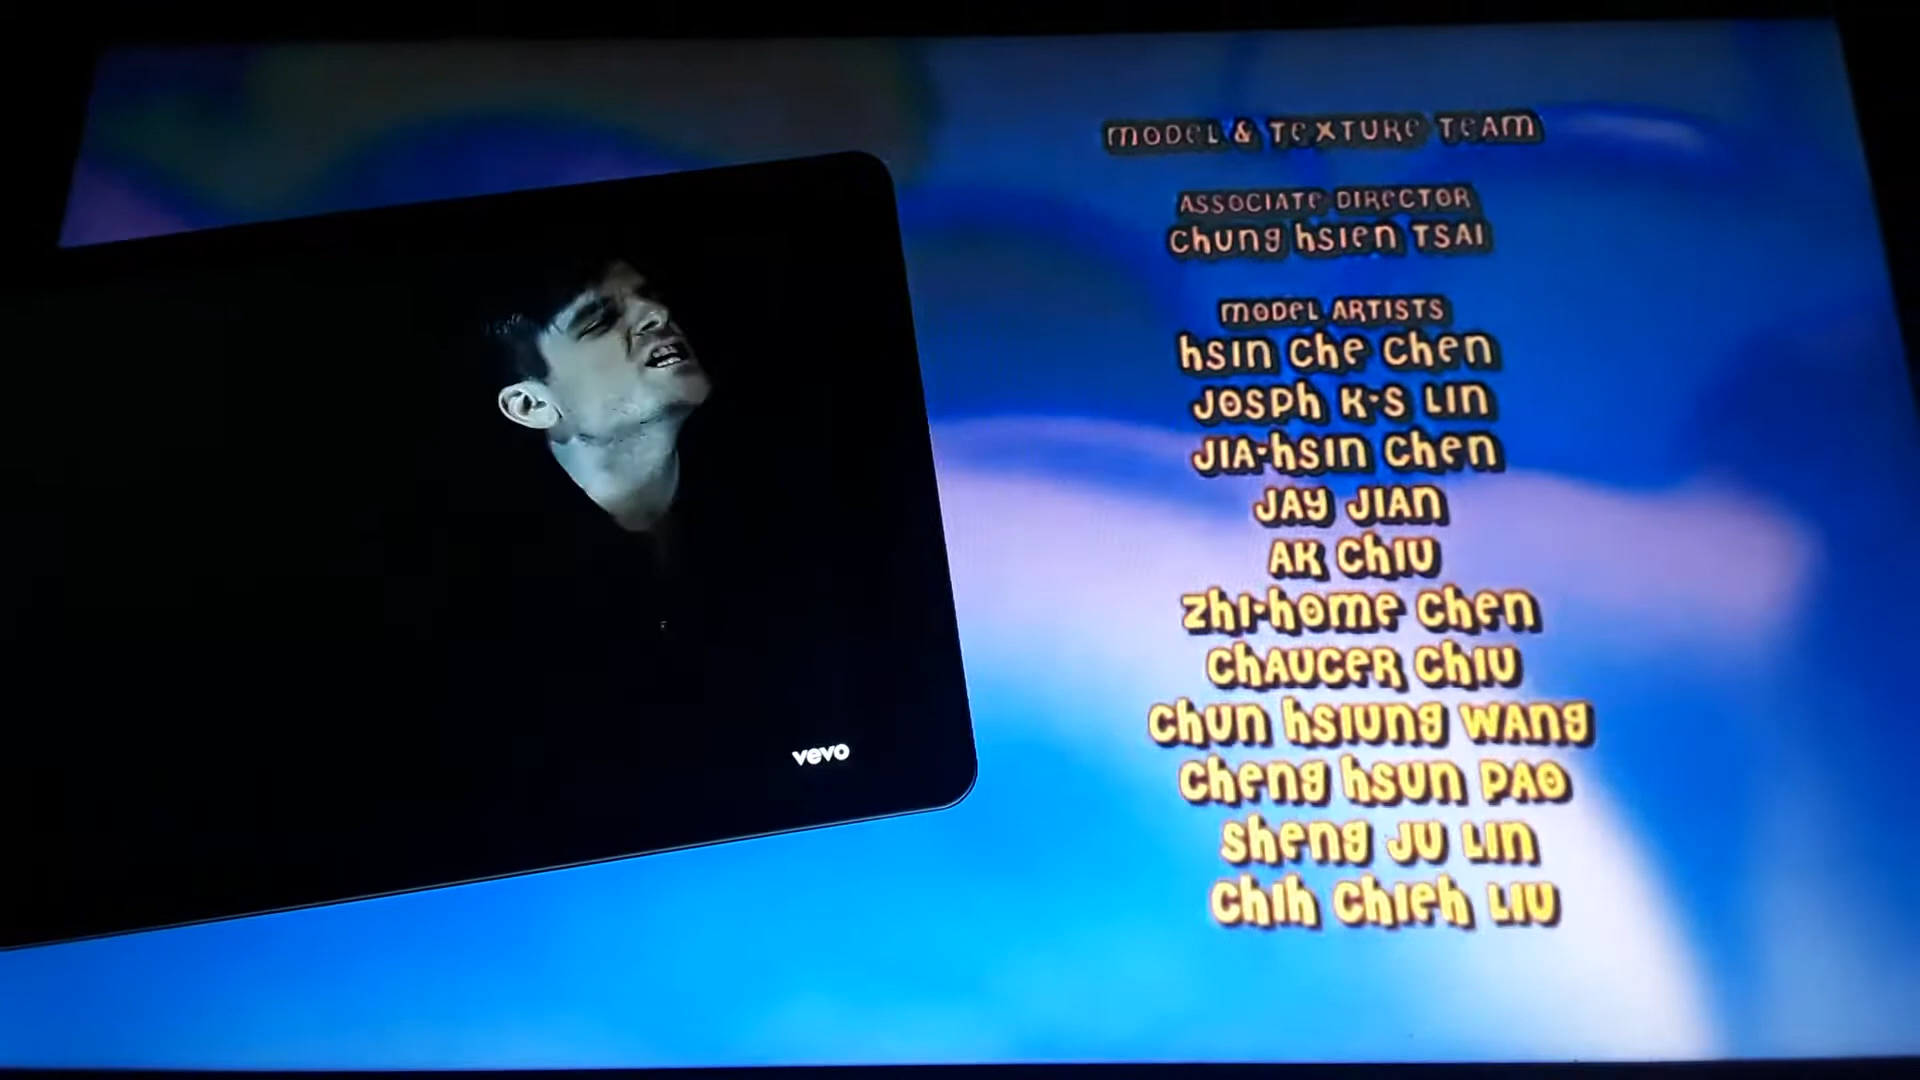 MODEL & TEXTURE TEAM
ASSOCIATE DIRECTOR
CHUNG HSIEN TSAI
MODEL ARTISTS
HSIN CHE CHEN
JOSPH K-S LIN
JIA-HSIN CHEN
JAY JIAN
AK CHIU
ZHI-HOME CHEN
CHAUCER CHIU
CHUN HSIUNG WANG
CHENG HSUN PAO
SHENG JU LIN
CHIH CHIEH LIU
vevo